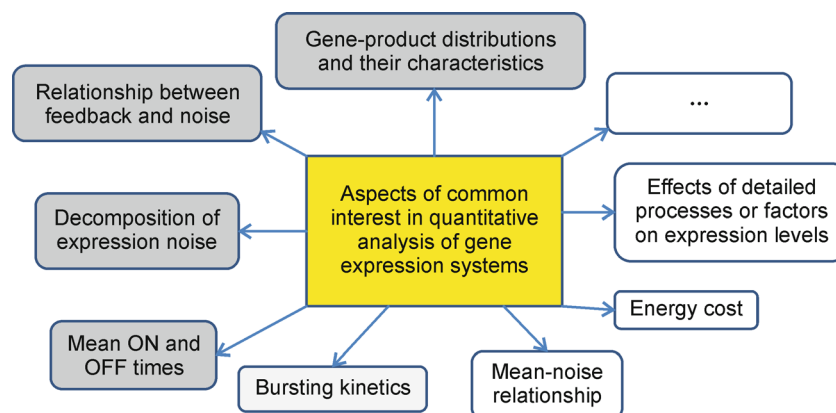 Gene-product distributions
and their characteristics
Relationship between
feedback and noise
...
Aspects of common
interest in quantitative
analysis of gene
expression systems
Effects of detailed
processes or factors
on expression levels
Decomposition of
expression noise
Energy cost
Mean ON and
OFF times
Bursting kinetics
Mean-noise
relationship